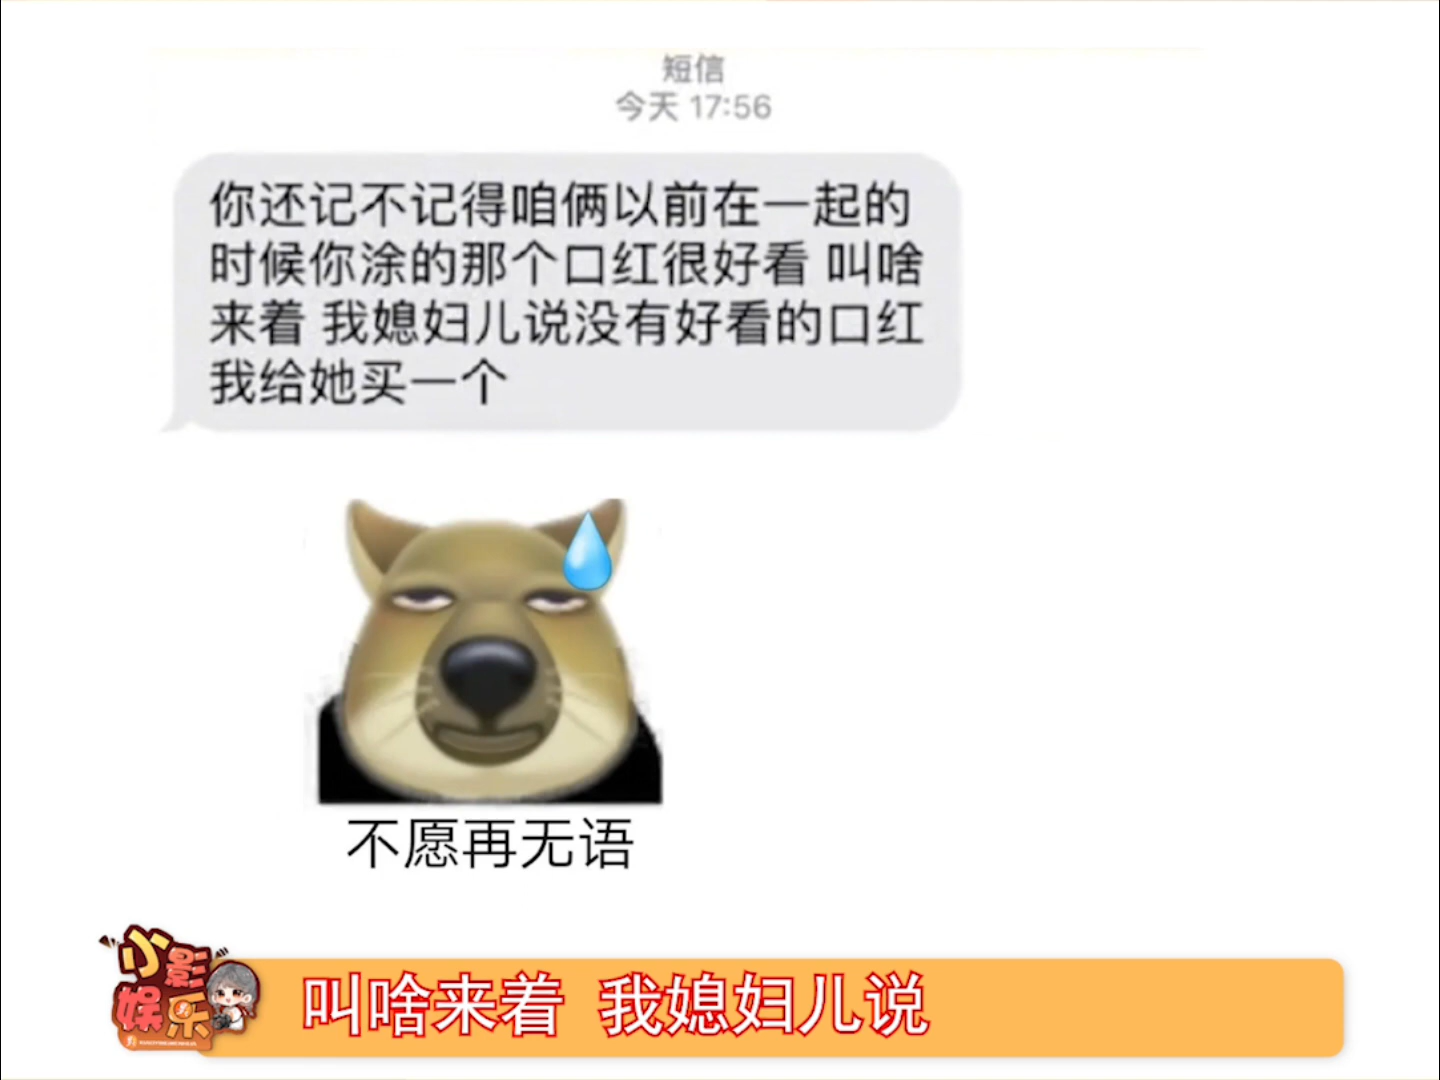 短信
今天 17:56
你还记不记得咱俩以前在一起的
时候你涂的那个口红很好看 叫啥
来着 我媳妇儿说没有好看的口红
我给她买一个
不愿再无语
小影
娱乐
叫啥来着 我媳妇儿说